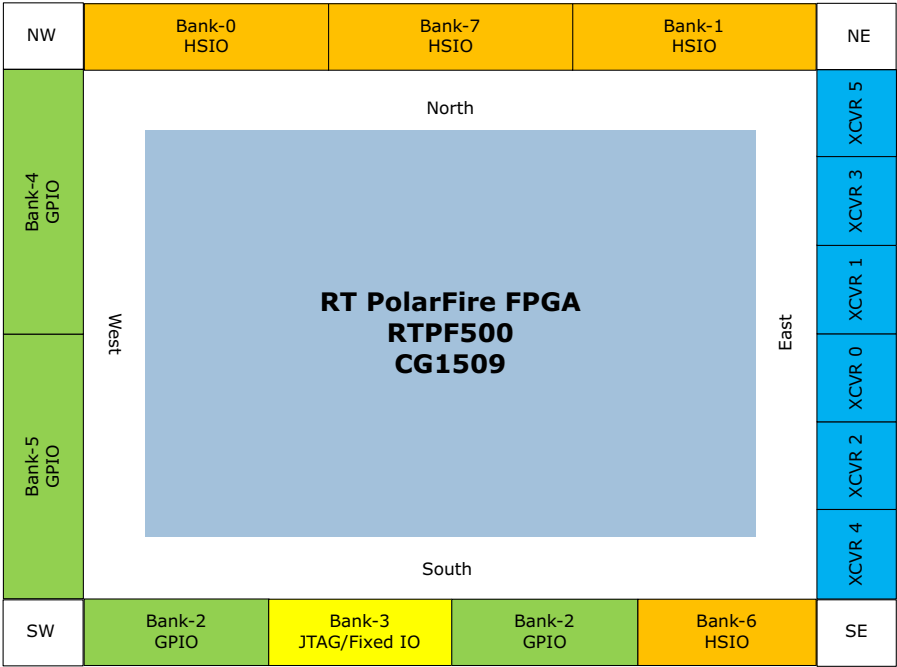 NW
Bank-0
HSIO
Bank-7
HSIO
Bank-1
HSIO
NE
Bank-4
GPIO
Bank-5
GPIO
North
West
RT PolarFire FPGA
RTPF500
CG1509
East
South
XCVR 5
XCVR 3
XCVR 1
XCVR 0
XCVR 2
XCVR 4
SW
Bank-2
GPIO
Bank-3
JTAG/Fixed IO
Bank-2
GPIO
Bank-6
HSIO
SE